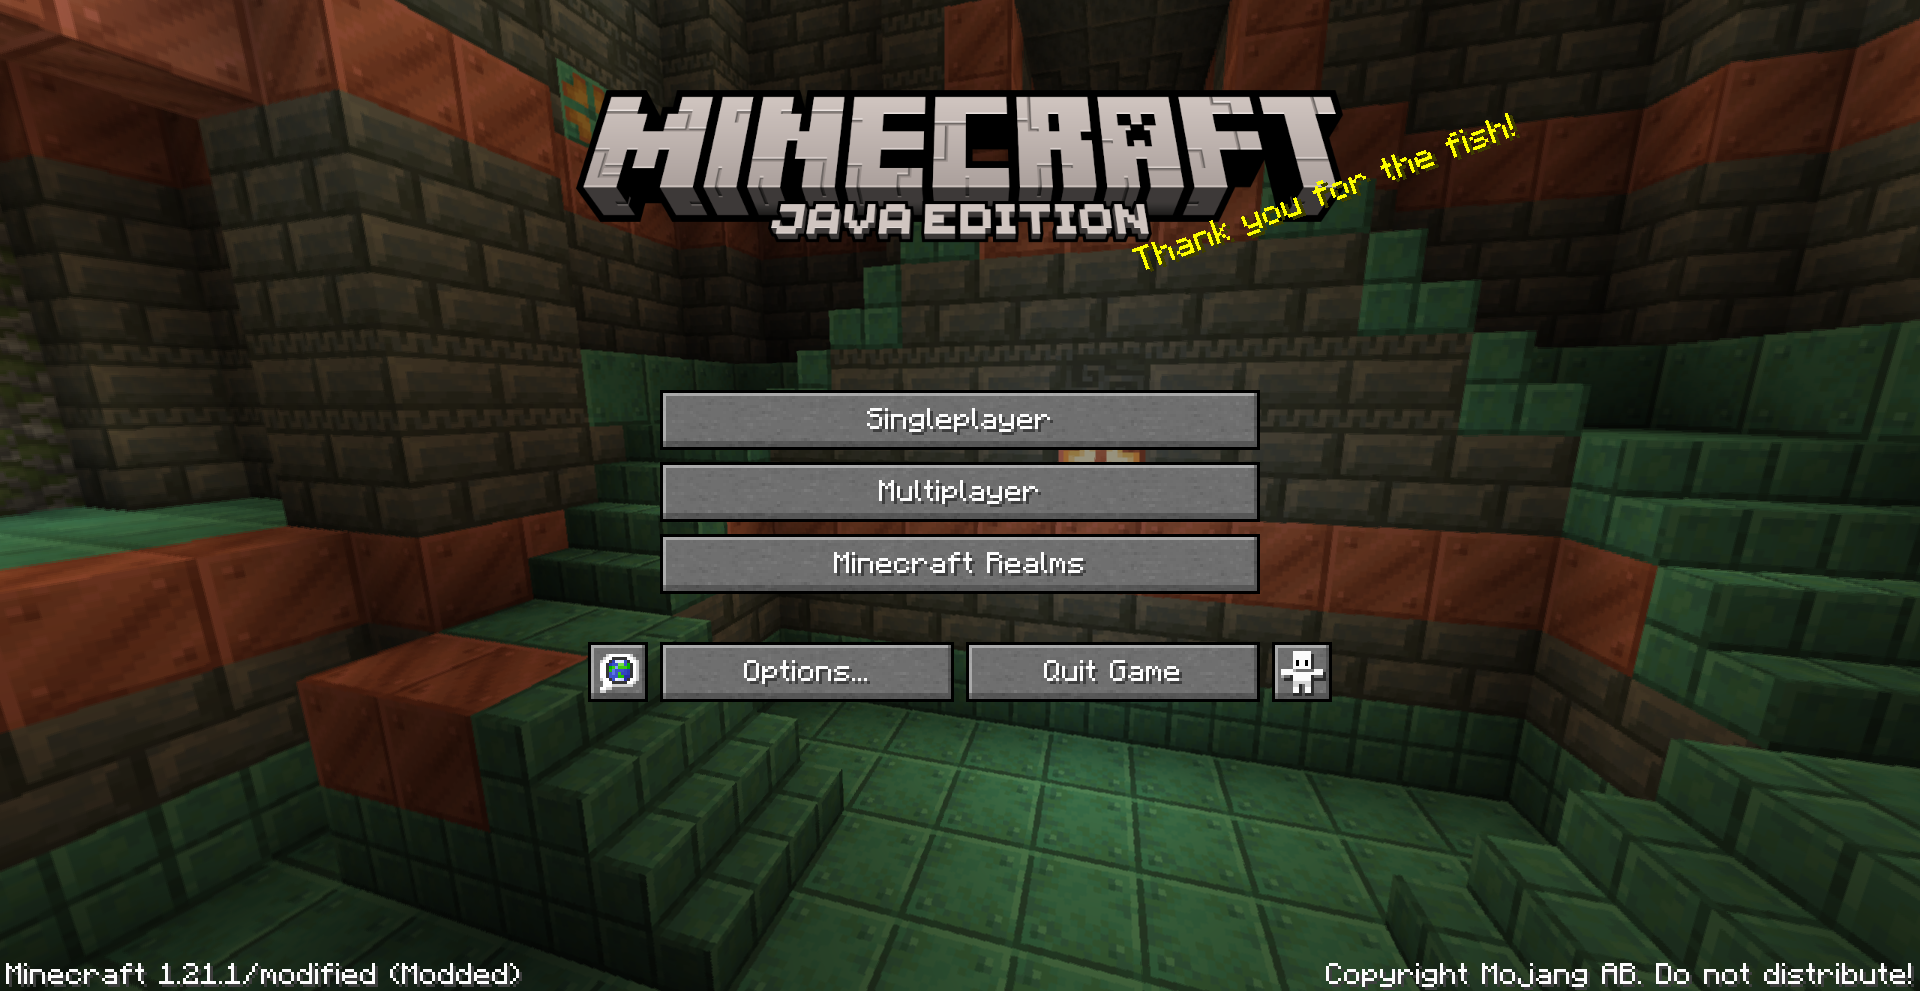 MINECRAFT
JAVA EDITION
Thank you for the fish!
Singleplayer
Multiplayer
Minecraft Realms
Options...
Quit Game
Minecraft 1.21.1/modified (Modded)
Copyright Mojang AB. Do not distribute!